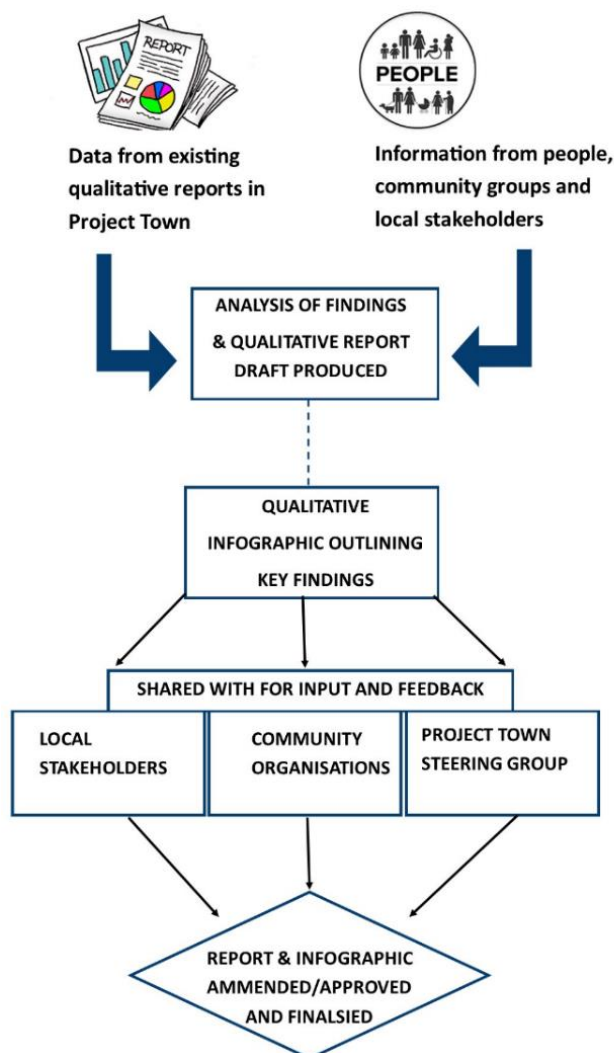 REPORT
PEOPLE
Data from existing
qualitative reports in
Project Town
Information from people,
community groups and
local stakeholders
ANALYSIS OF FINDINGS
& QUALITATIVE REPORT
DRAFT PRODUCED
QUALITATIVE
INFOGRAPHIC OUTLINING
KEY FINDINGS
SHARED WITH FOR INPUT AND FEEDBACK
LOCAL
STAKEHOLDERS
COMMUNITY
ORGANISATIONS
PROJECT TOWN
STEERING GROUP
REPORT & INFOGRAPHIC
AMMENDED/APPROVED
AND FINALSIED